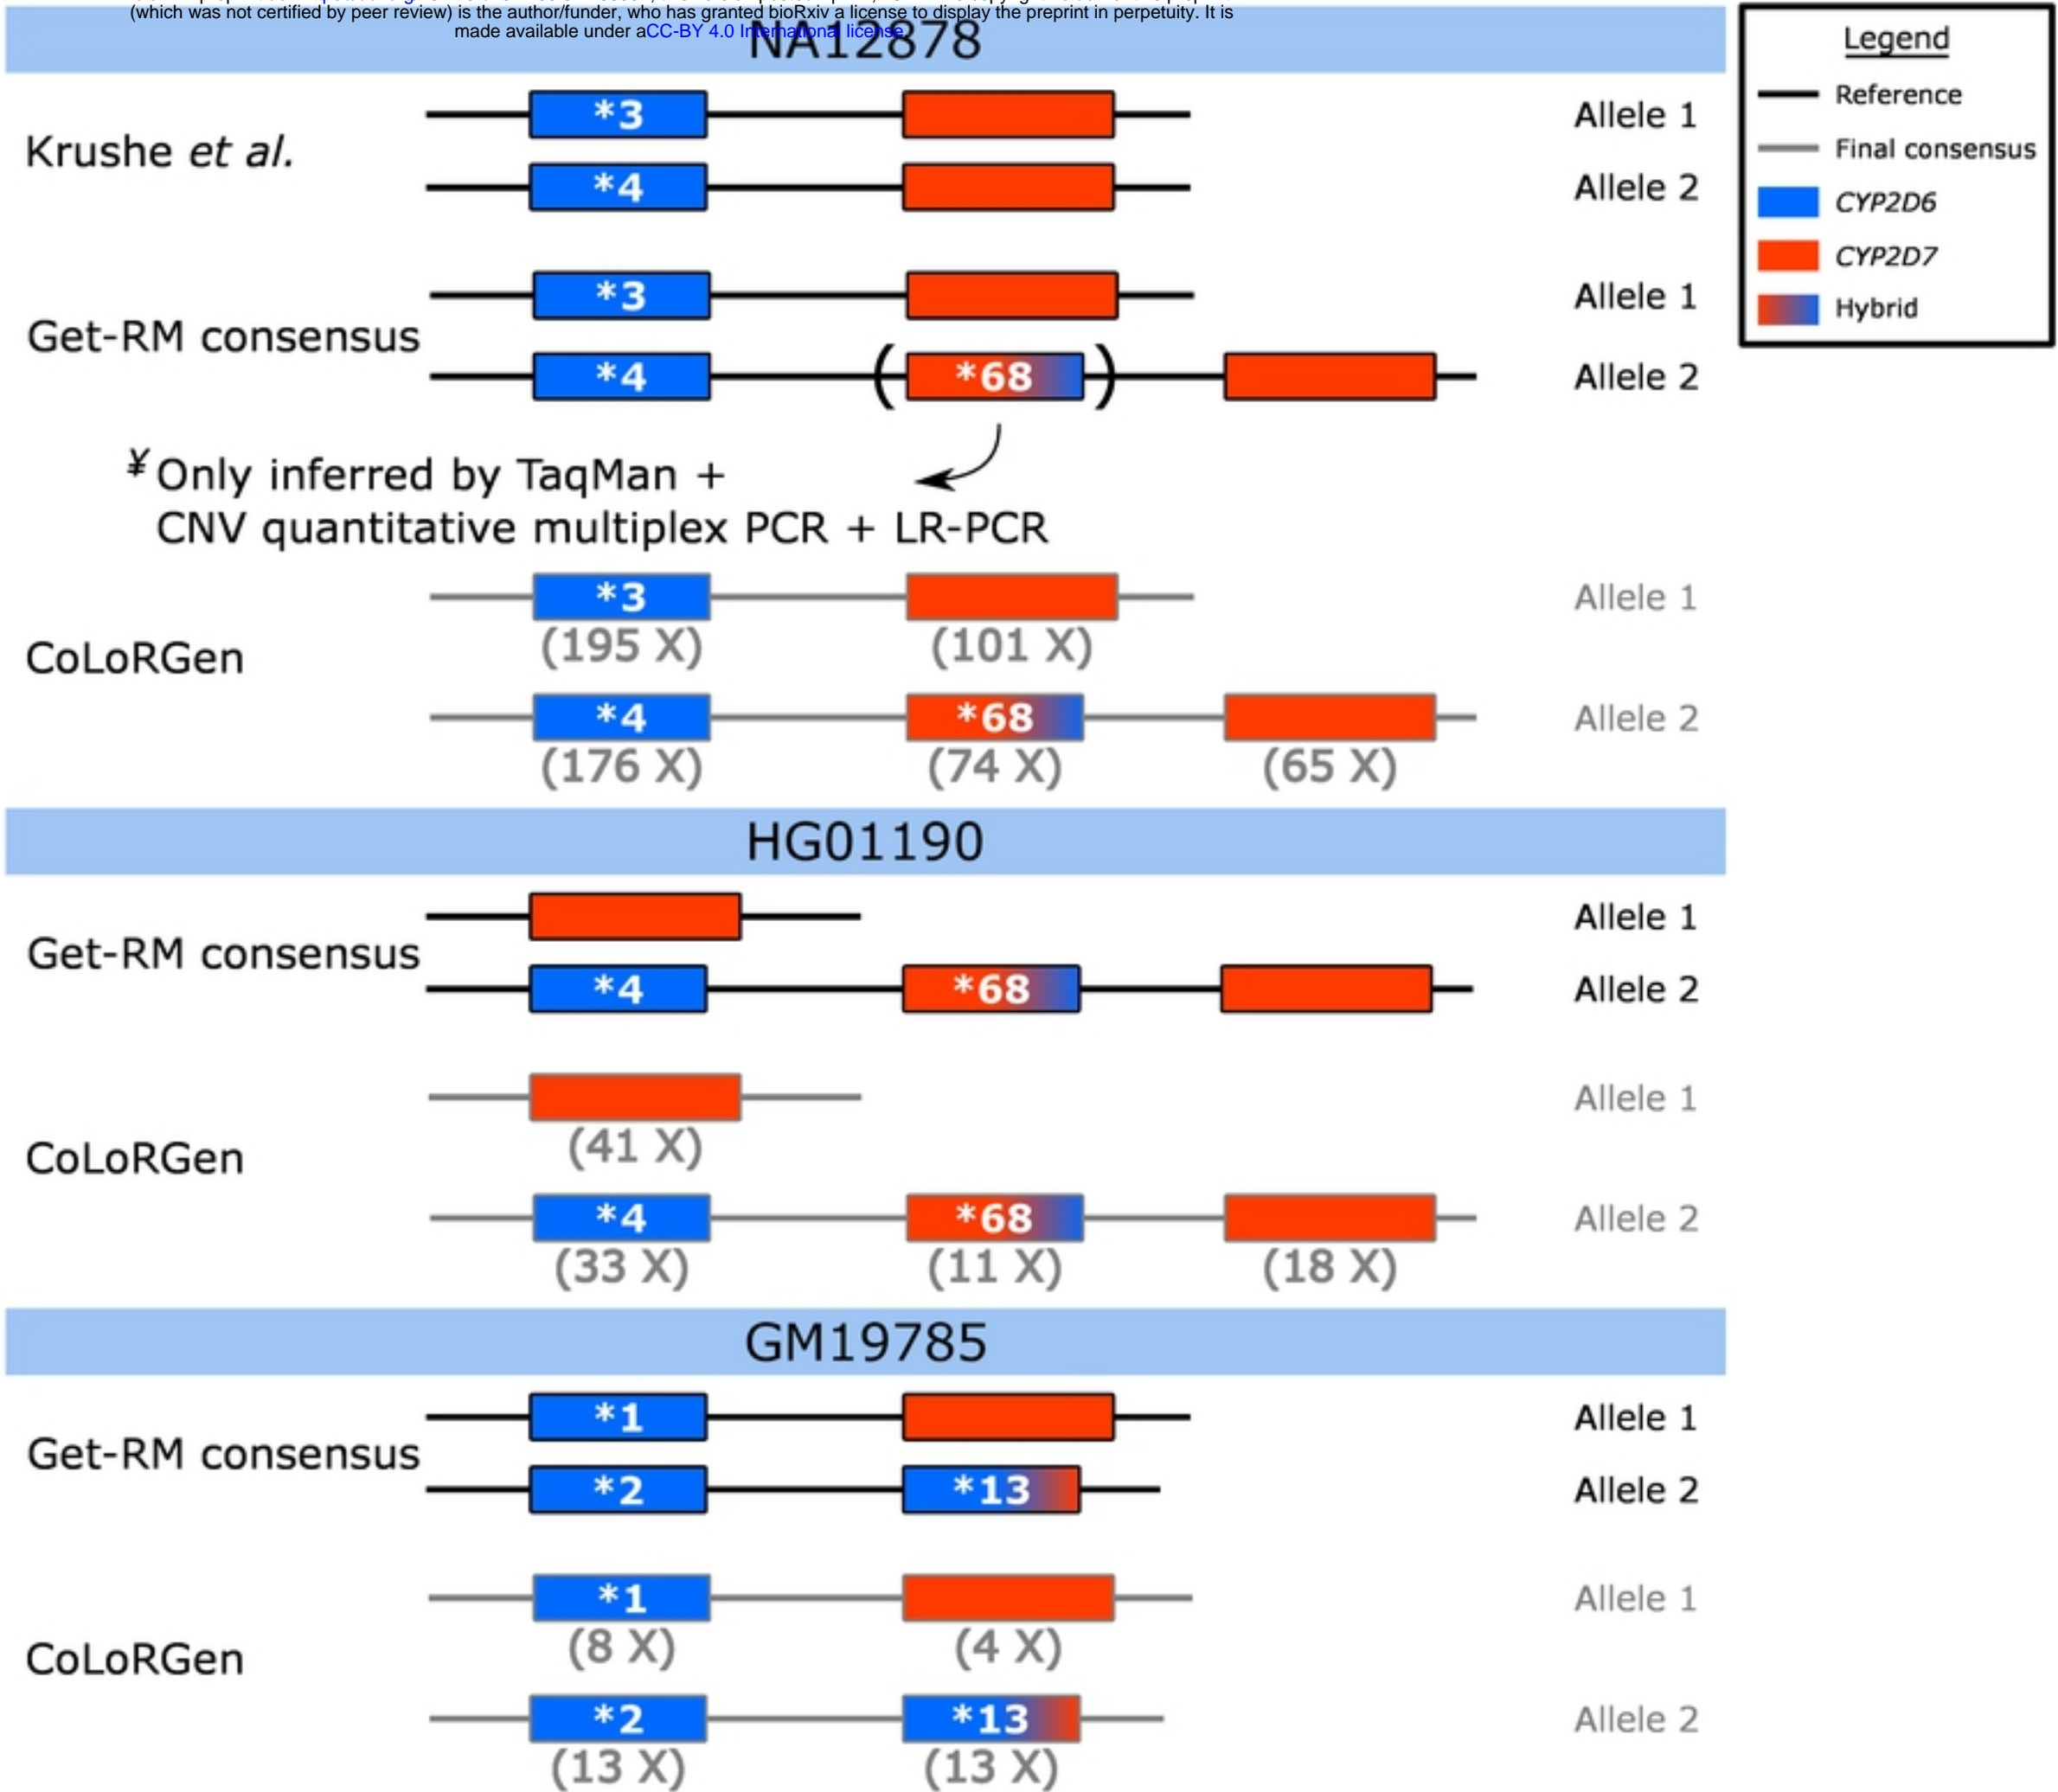 (which was not certified by peer review) is the author/funder, who has granted bioRxiv a license to display the preprint in perpetuity. It is
made available under aCC-BY 4.0 International license.
NA12878
Legend
Reference
Final consensus
CYP2D6
CYP2D7
Hybrid
Krushe et al.
*3
Allele 1
*4
Allele 2
Get-RM consensus
*3
Allele 1
*4
( *68 )
Allele 2
¥ Only inferred by TaqMan +
CNV quantitative multiplex PCR + LR-PCR
CoLoRGen
*3
Allele 1
(195 X)
(101 X)
*4
*68
Allele 2
(176 X)
(74 X)
(65 X)
HG01190
Get-RM consensus
Allele 1
*4
*68
Allele 2
CoLoRGen
Allele 1
(41 X)
*4
*68
Allele 2
(33 X)
(11 X)
(18 X)
GM19785
Get-RM consensus
*1
Allele 1
*2
*13
Allele 2
CoLoRGen
*1
Allele 1
(8 X)
(4 X)
*2
*13
Allele 2
(13 X)
(13 X)